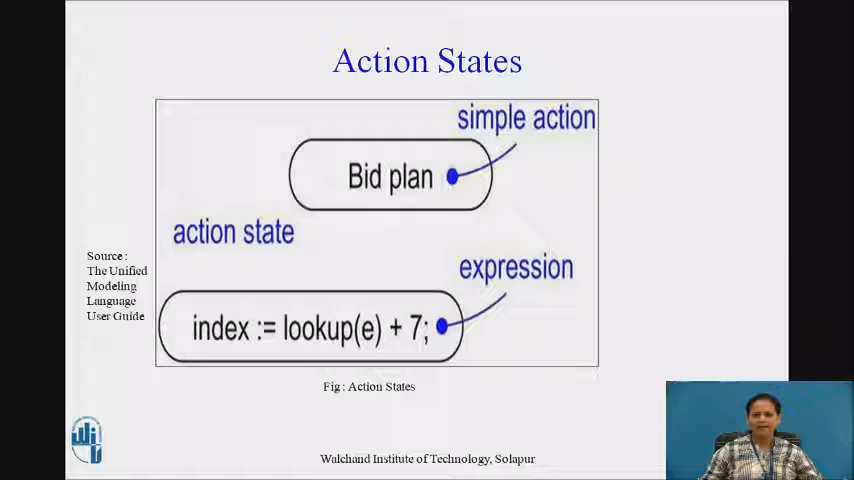 Action States
simple action
Bid plan
action state
expression
index := lookup(e) + 7;
Source :
The Unified
Modeling
Language
User Guide
Fig : Action States
Walchand Institute of Technology, Solapur